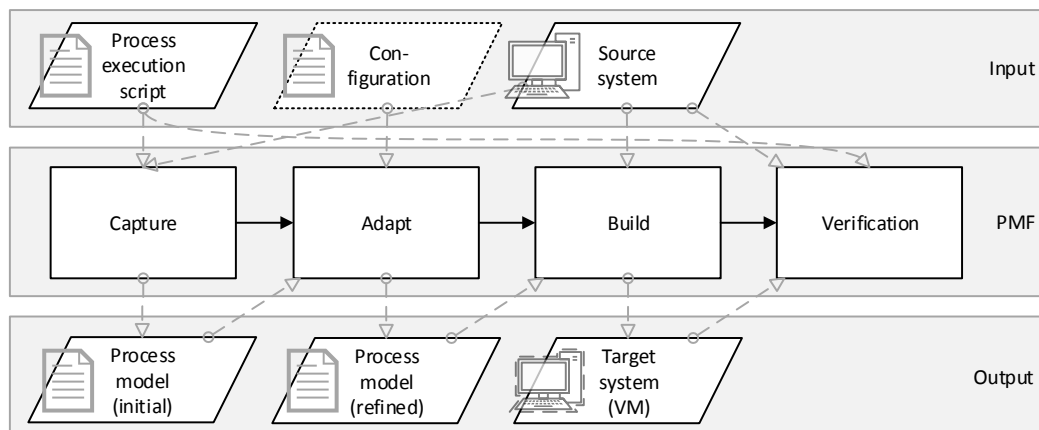 Process
execution
script
Con-
figuration
Source
system
Input
Capture
Adapt
Build
Verification
PMF
Process
model
(initial)
Process
model
(refined)
Target
system
(VM)
Output